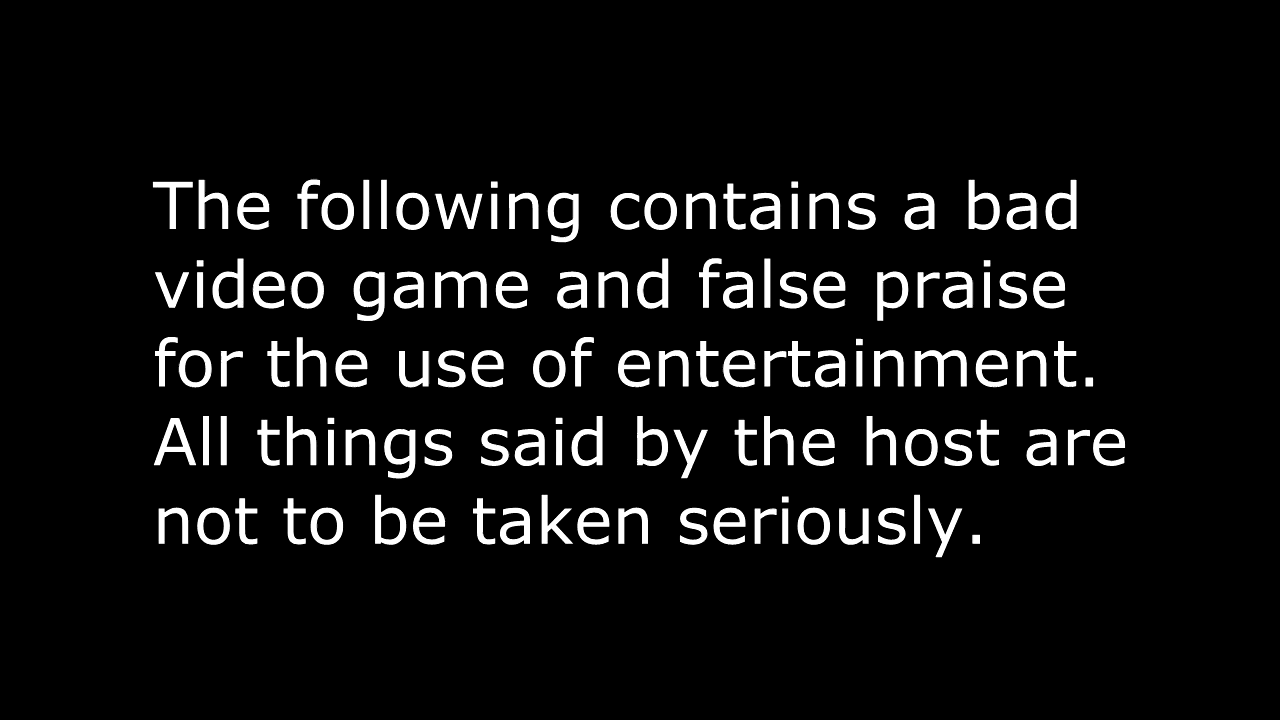 The following contains a bad
video game and false praise
for the use of entertainment.
All things said by the host are
not to be taken seriously.